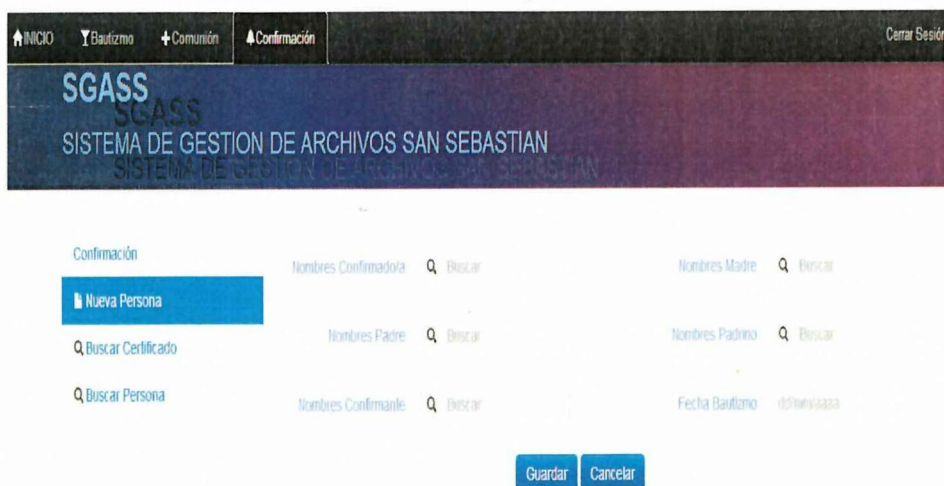 INICIO Bautizmo Comunión Confirmación Cerrar Sesión
SGASS
SISTEMA DE GESTION DE ARCHIVOS SAN SEBASTIAN
Confirmación
Nueva Persona
Buscar Certificado
Buscar Persona
Nombres Confirmado/a Buscar Nombres Madre Buscar
Nombres Padre Buscar Nombres Padrino Buscar
Nombres Confirmante Buscar Fecha Bautizmo dd/mm/aaaa
Guardar Cancelar